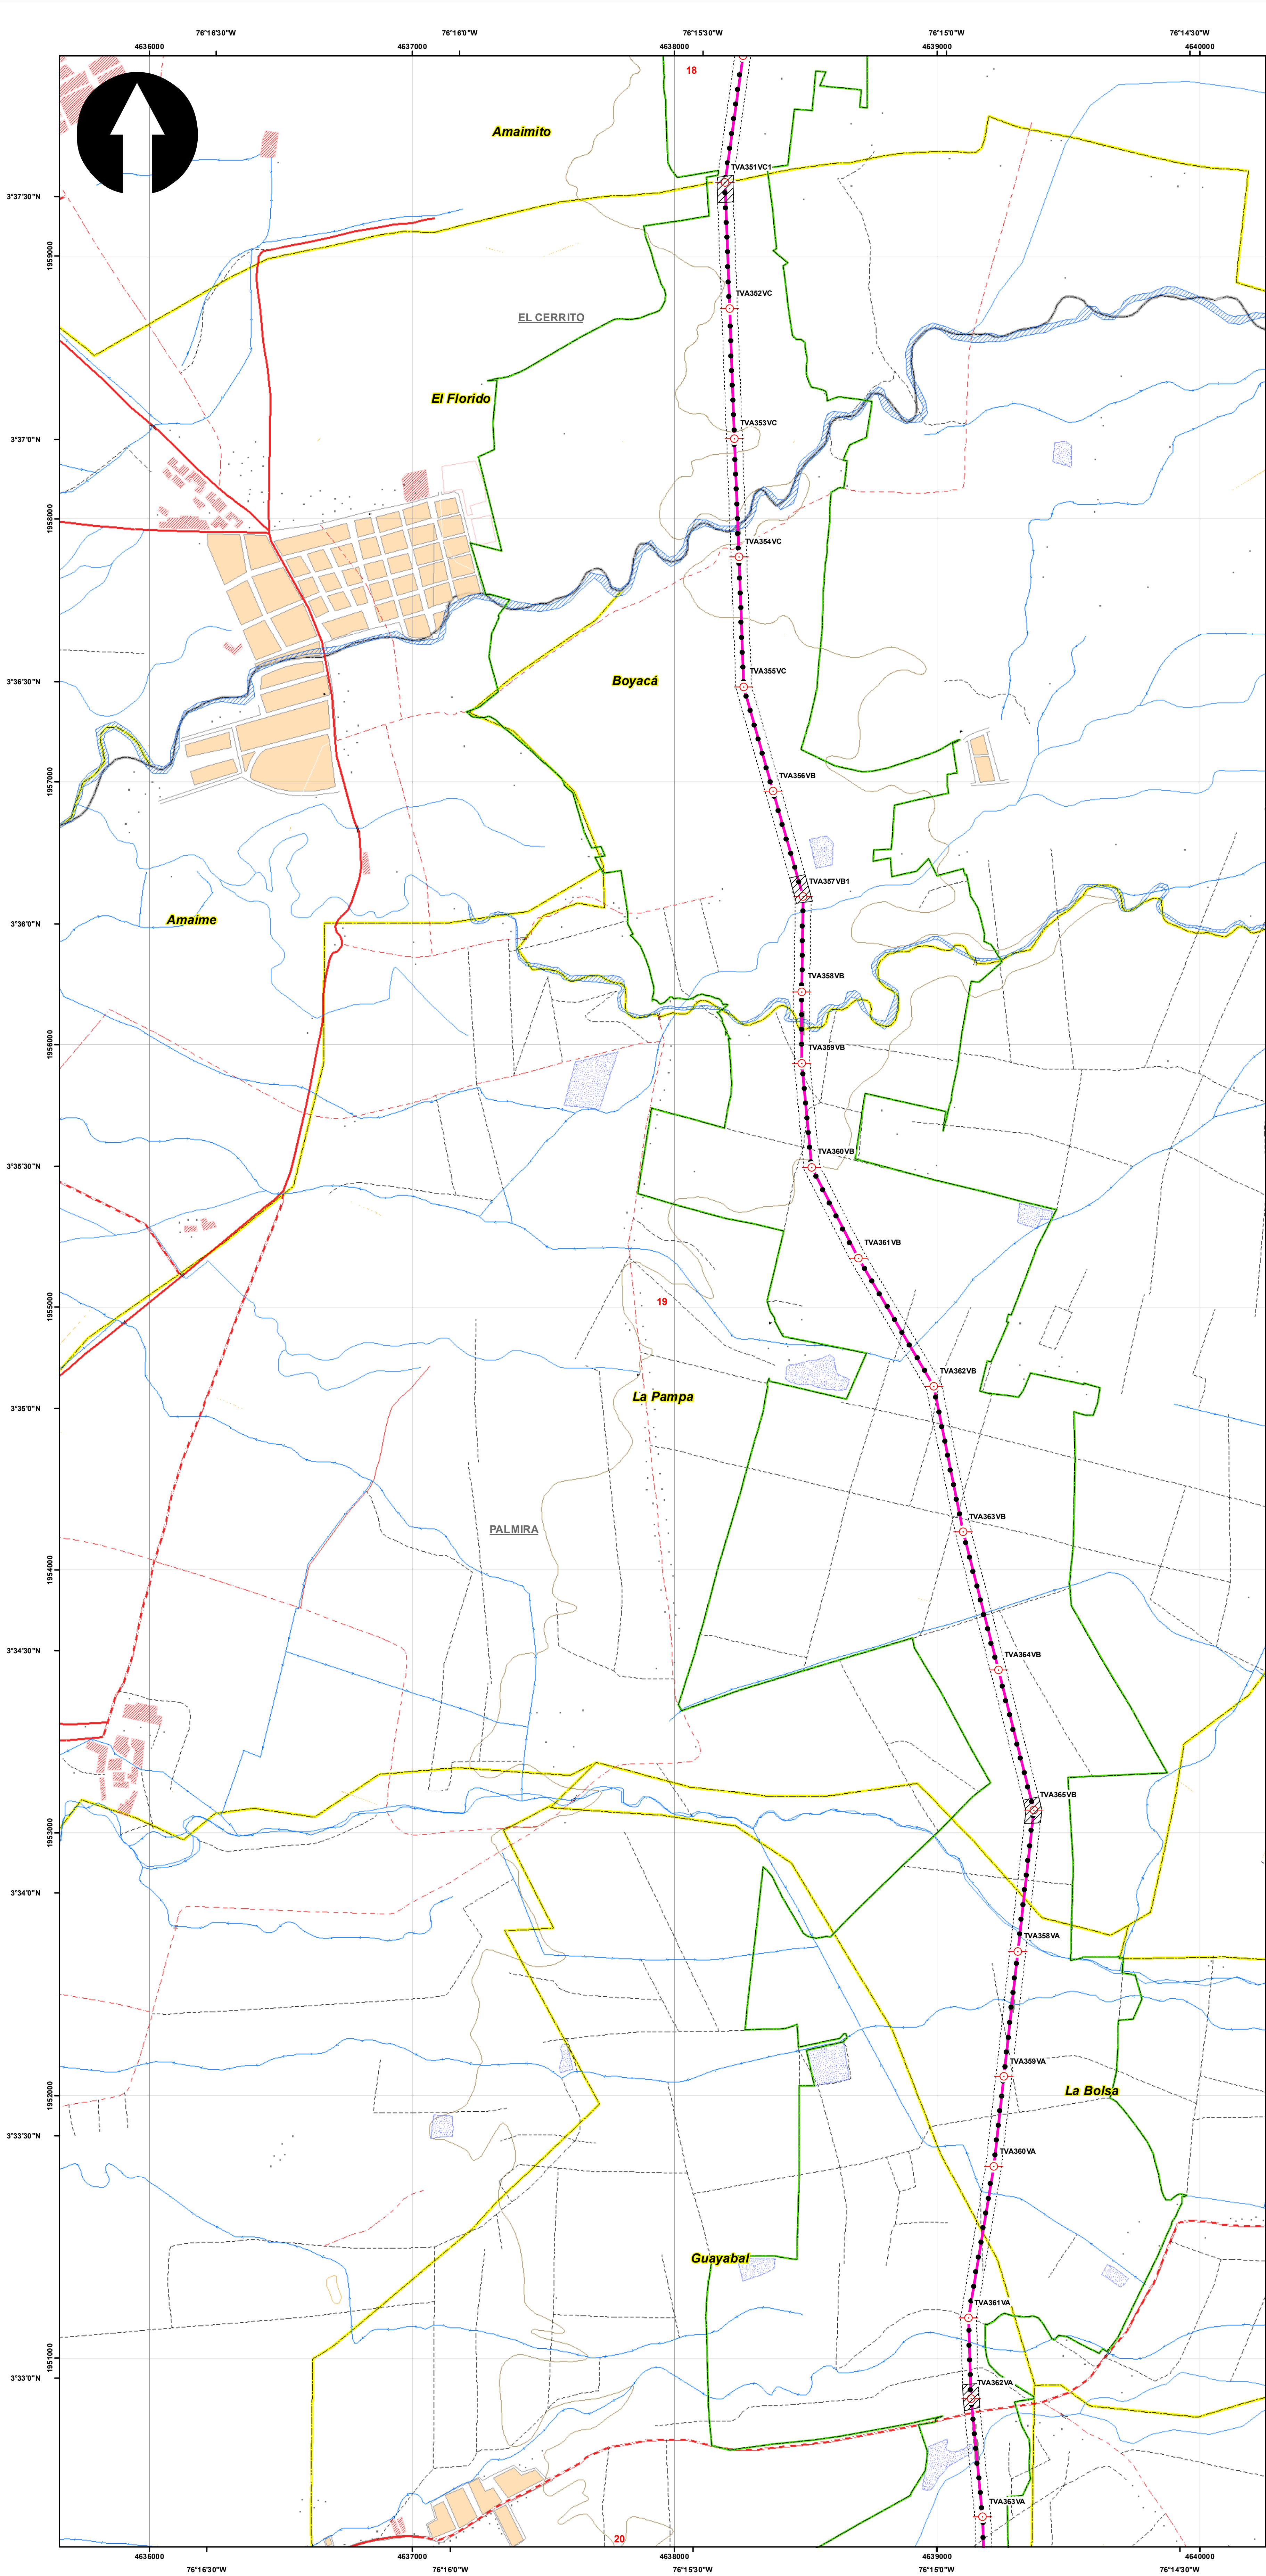 76°16'30"W 76°16'0"W 76°15'30"W 76°15'0"W 76°14'30"W
4636000 4637000 4638000 4639000 4640000
18
Amaimito
TVA351VC1
3°37'30"N
1959000
TVA352VC
EL CERRITO
El Florido
TVA353VC
3°37'0"N
1958000
TVA354VC
TVA355VC
Boyacá
3°36'30"N
TVA356VB
1957000
TVA357VB1
Amaime
3°36'0"N
TVA358VB
1956000
TVA359VB
TVA360VB
3°35'30"N
TVA361VB
19
1955000
TVA362VB
La Pampa
3°35'0"N
TVA363VB
PALMIRA
1954000
3°34'30"N
TVA364VB
TVA365VB
1953000
3°34'0"N
TVA358VA
TVA359VA
La Bolsa
1952000
3°33'30"N
TVA360VA
Guayabal
TVA361VA
1951000
3°33'0"N
TVA362VA
TVA363VA
20
4636000 4637000 4638000 4639000 4640000
76°16'30"W 76°16'0"W 76°15'30"W 76°15'0"W 76°14'30"W